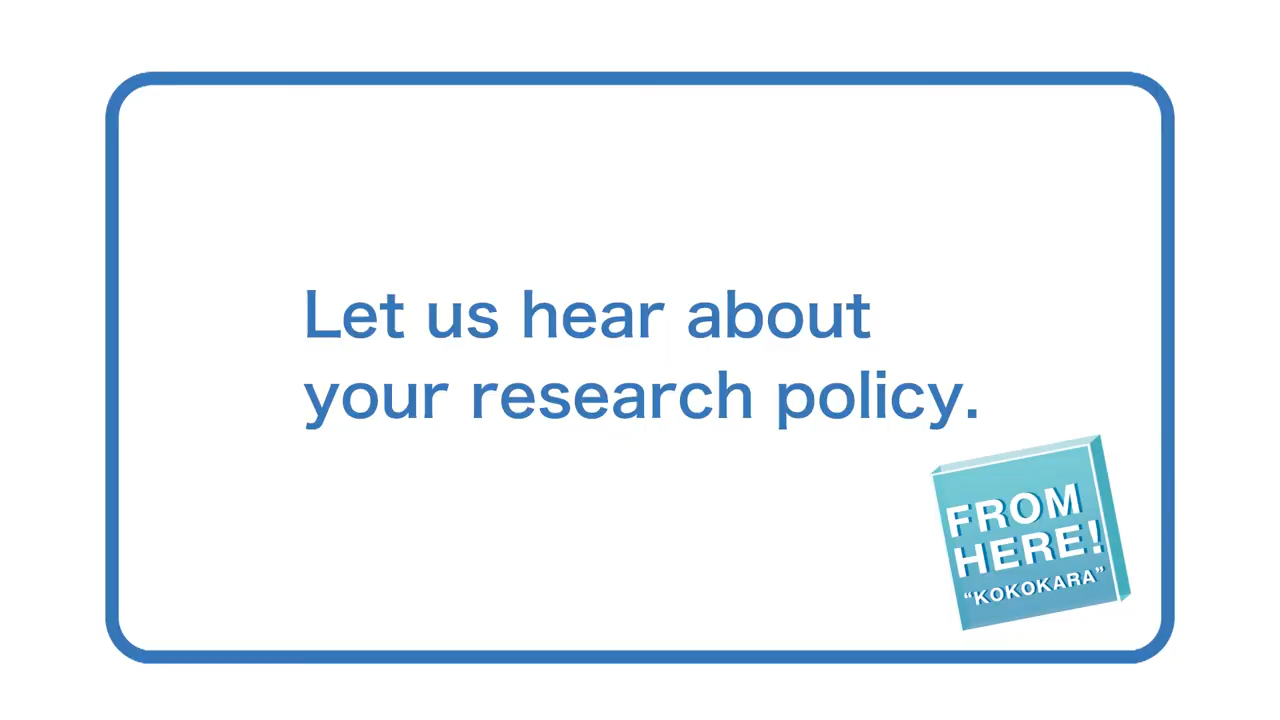 Let us hear about
your research policy.
FROM
HERE!
“KOKOKARA”